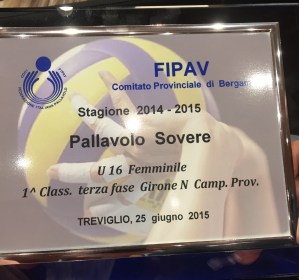 FIPAV
Comitato Provinciale di Bergam
Stagione 2014 - 2015
Pallavolo Sovere
U 16 Femminile
1^ Class. terza fase Girone N Camp. Prov.
TREVIGLIO, 25 giugno 2015